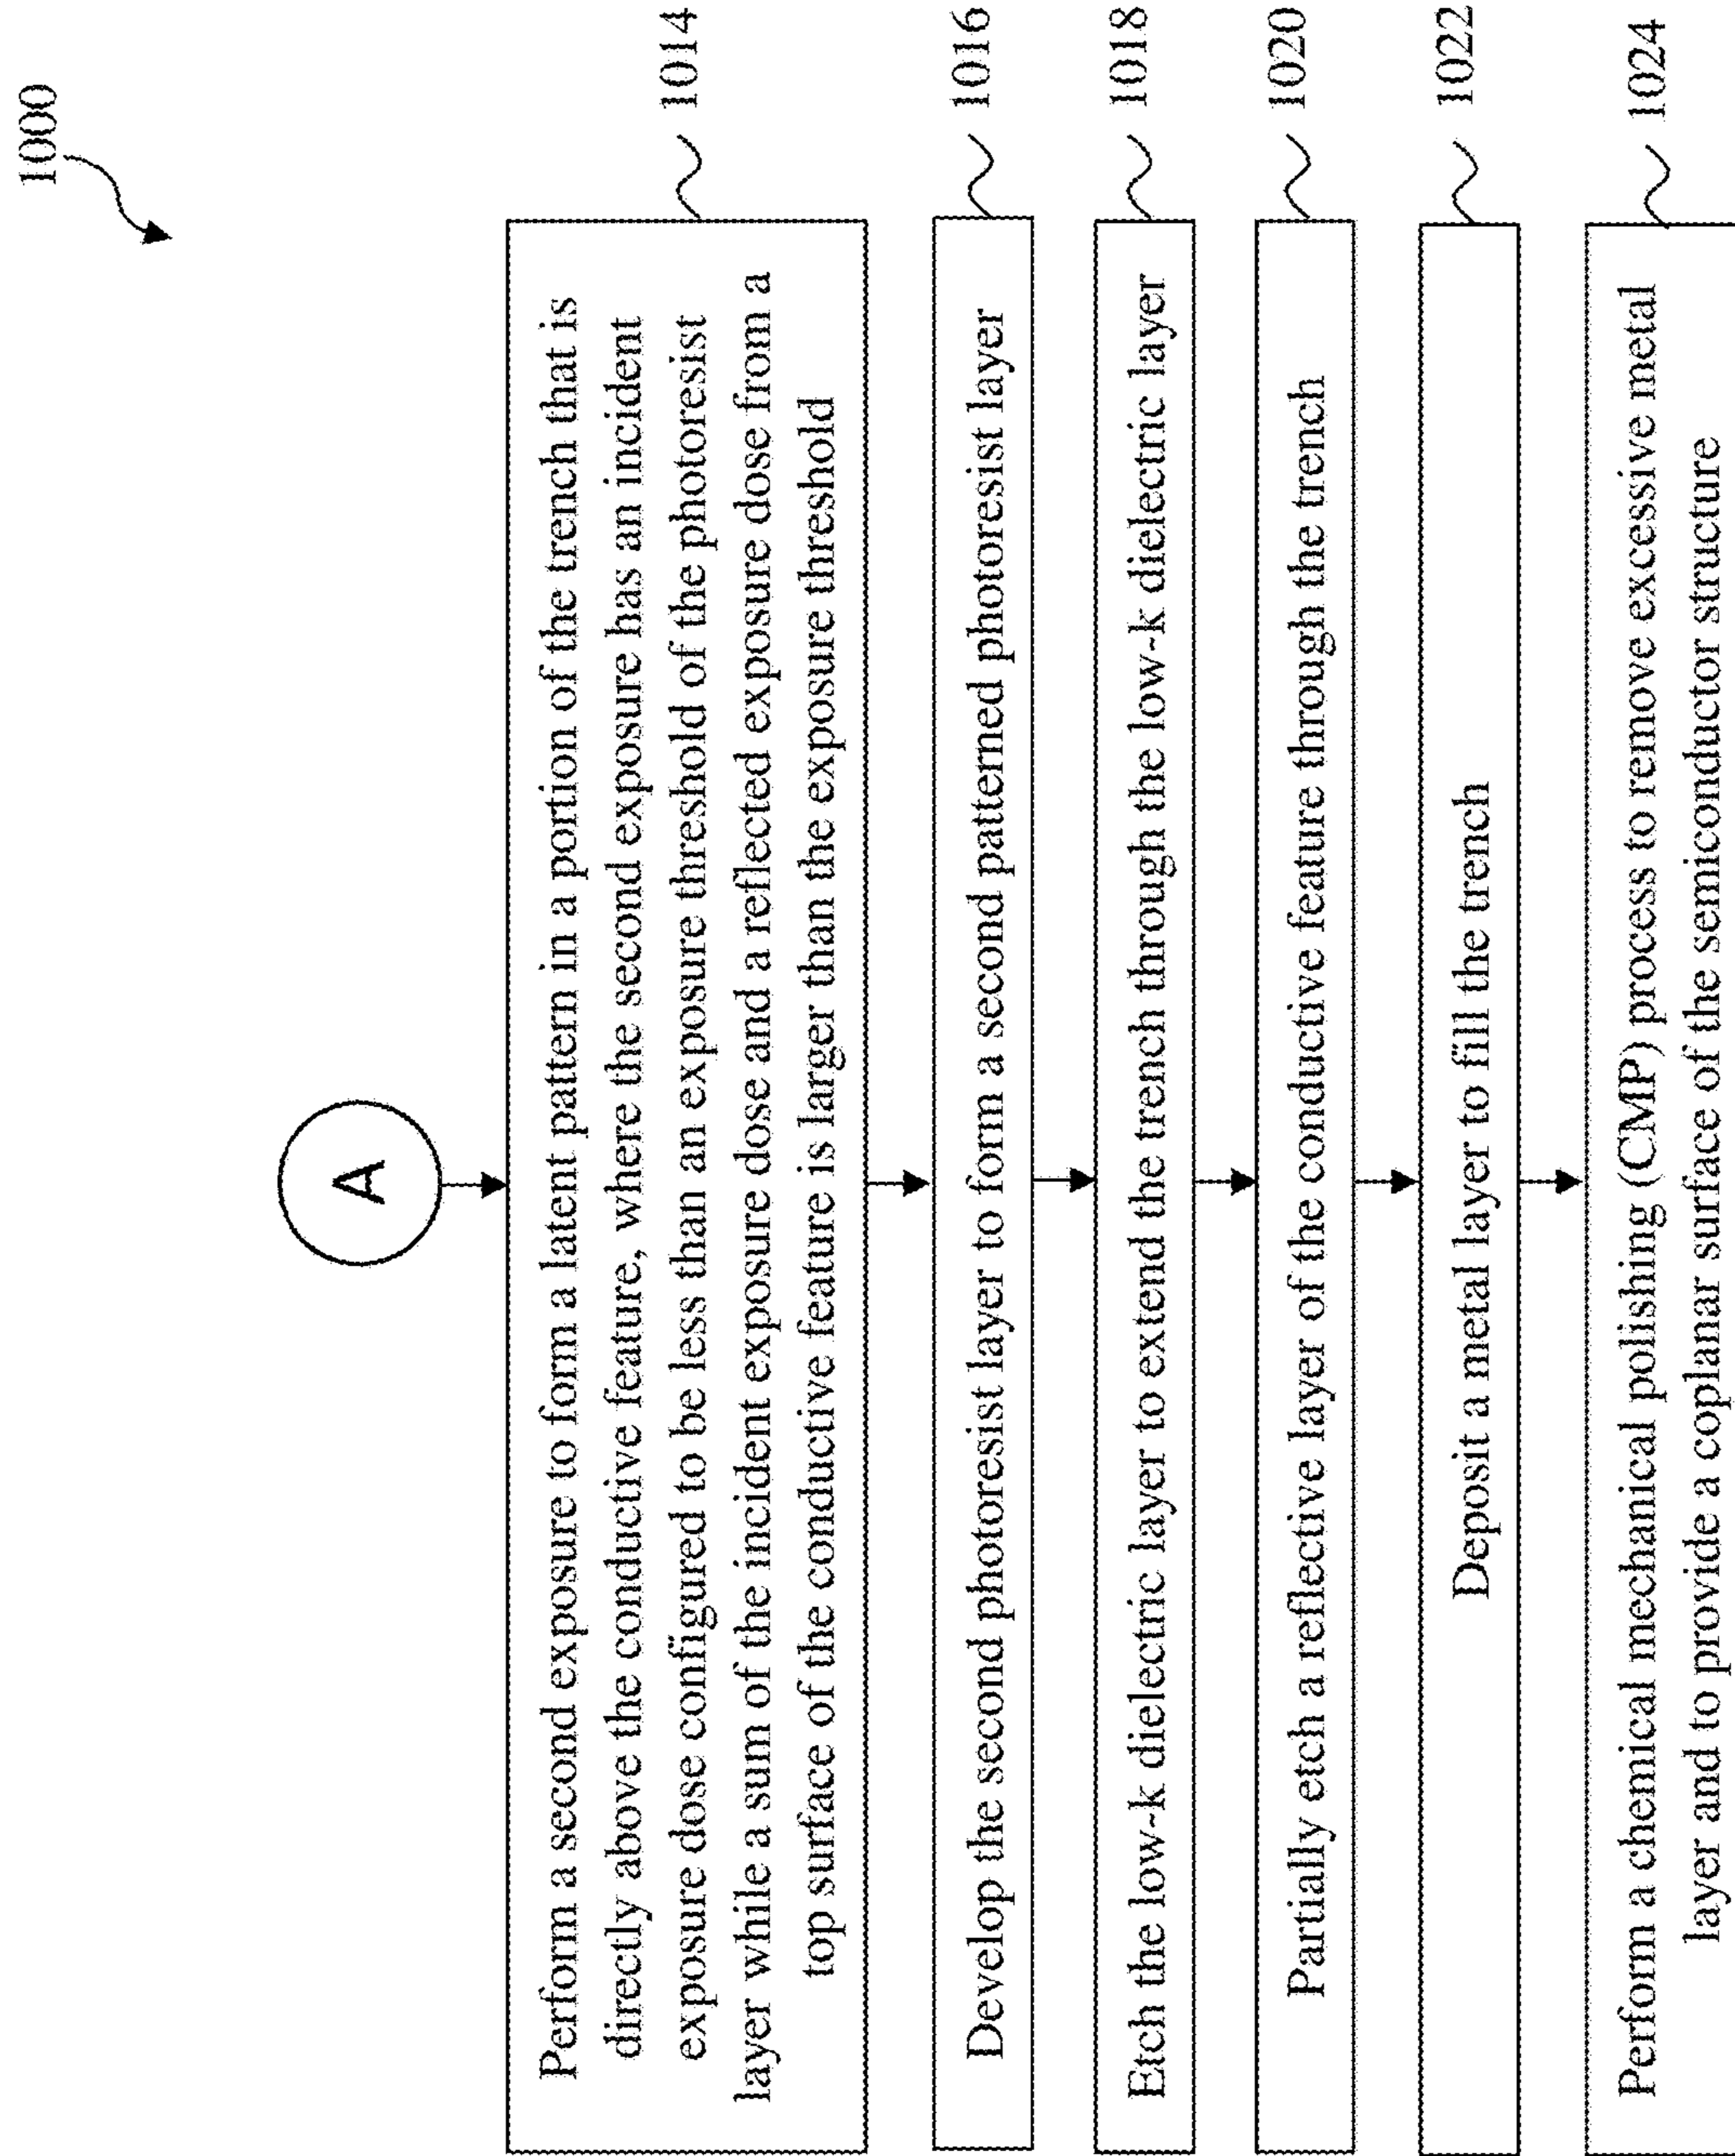 1000
A
Perform a second exposure to form a latent pattern in a portion of the trench that is
directly above the conductive feature, where the second exposure has an incident
exposure dose configured to be less than an exposure threshold of the photoresist
layer while a sum of the incident exposure dose and a reflected exposure dose from a
top surface of the conductive feature is larger than the exposure threshold
1014
Develop the second photoresist layer to form a second patterned photoresist layer
1016
Etch the low-k dielectric layer to extend the trench through the low-k dielectric layer
1018
Partially etch a reflective layer of the conductive feature through the trench
1020
Deposit a metal layer to fill the trench
1022
Perform a chemical mechanical polishing (CMP) process to remove excessive metal
layer and to provide a coplanar surface of the semiconductor structure
1024